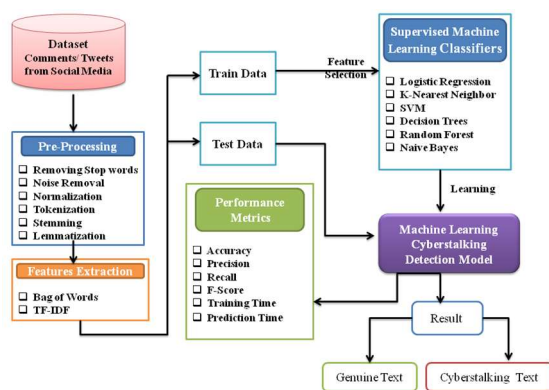 Dataset
Comments/ Tweets
from Social Media
Pre-Processing
Removing Stop words
Noise Removal
Normalization
Tokenization
Stemming
Lemmatization
Features Extraction
Bag of Words
TF-IDF
Train Data
Test Data
Feature
Selection
Supervised Machine
Learning Classifiers
Logistic Regression
K-Nearest Neighbor
SVM
Decision Trees
Random Forest
Naive Bayes
Learning
Performance
Metrics
Accuracy
Precision
Recall
F-Score
Training Time
Prediction Time
Machine Learning
Cyberstalking
Detection Model
Result
Genuine Text
Cyberstalking Text